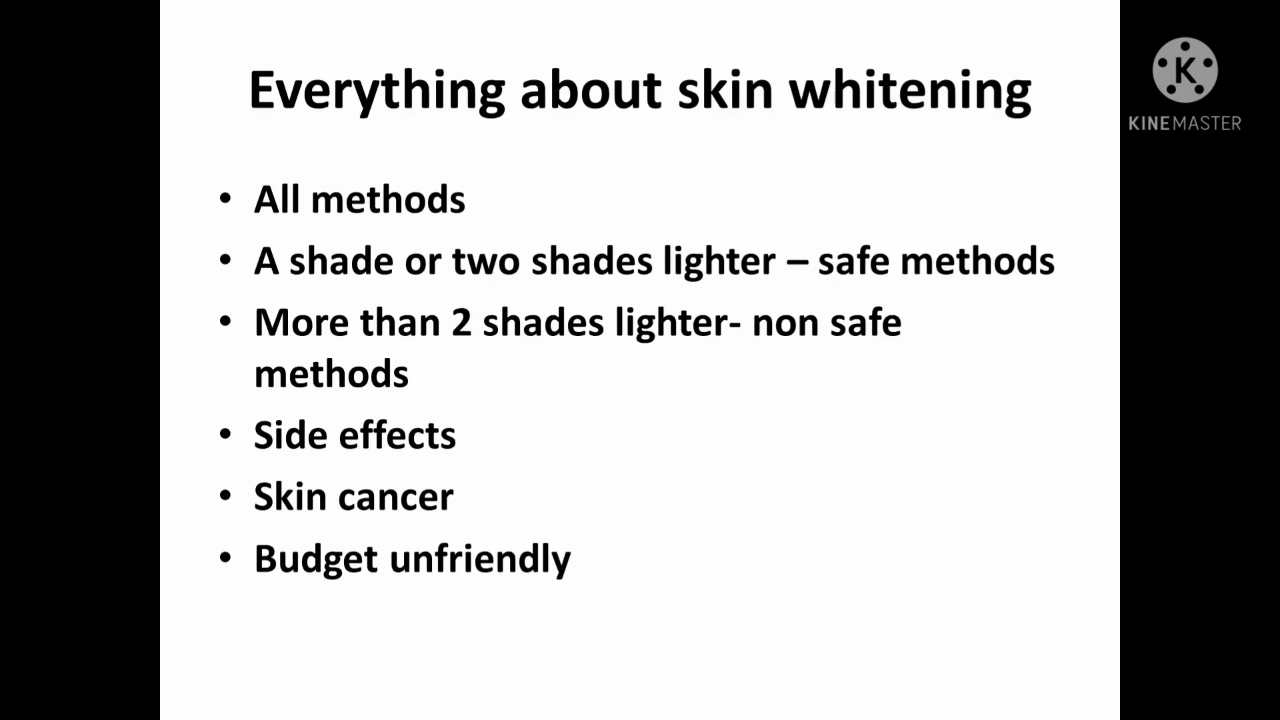 Everything about skin whitening
K
KINEMASTER
• All methods
• A shade or two shades lighter – safe methods
• More than 2 shades lighter- non safe
methods
• Side effects
• Skin cancer
• Budget unfriendly